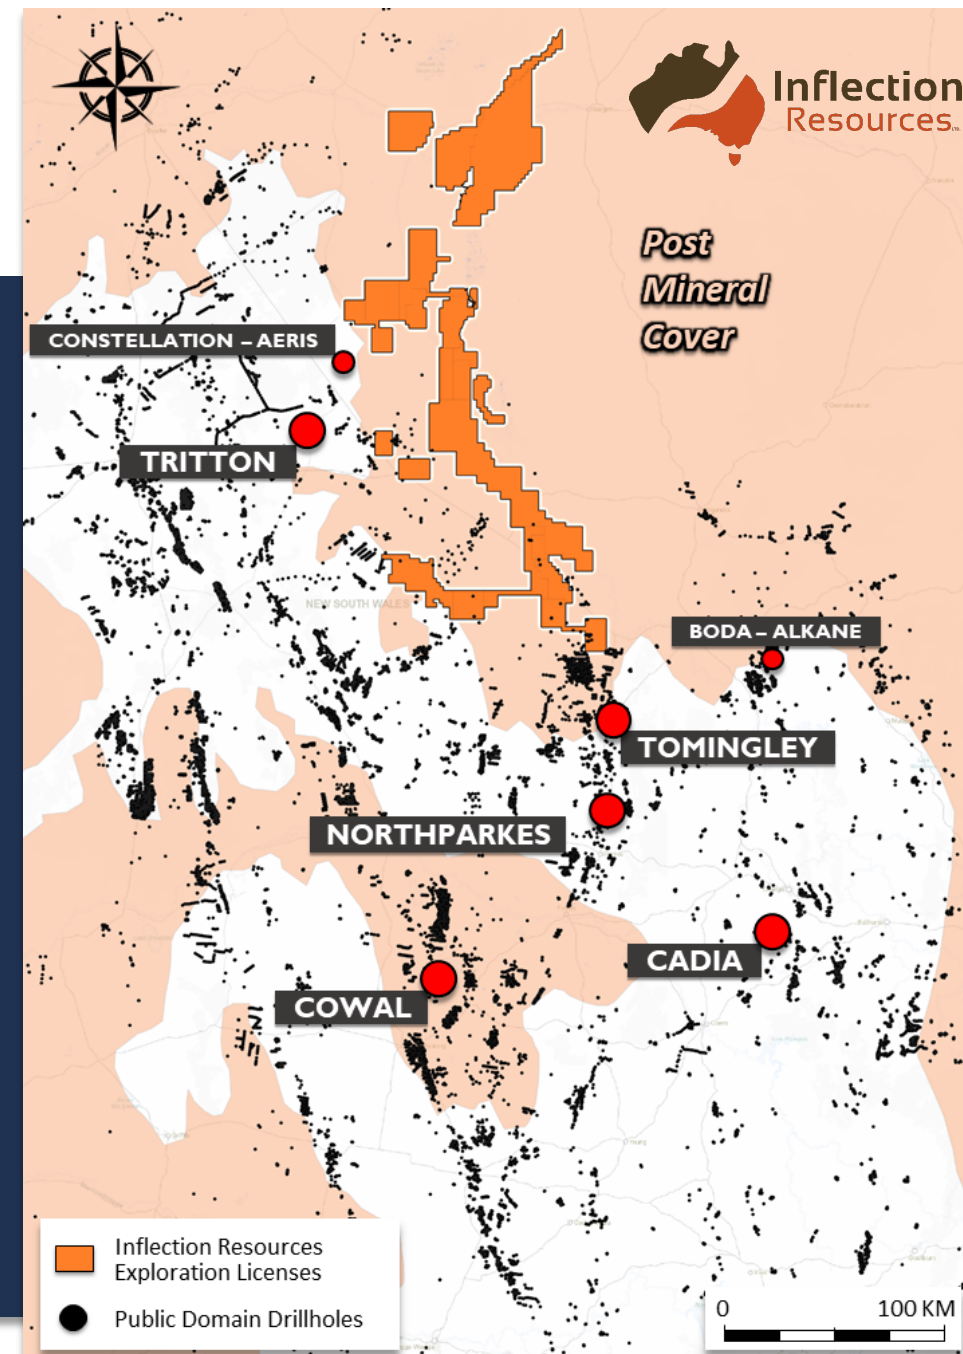 Inflection
Resources
Post
Mineral
Cover
CONSTELLATION – AERIS
TRITTON
NEW SOUTH WALES
BODA – ALKANE
TOMINGLEY
NORTHPARKES
CADIA
COWAL
Inflection Resources
Exploration Licenses
Public Domain Drillholes
0 100 KM